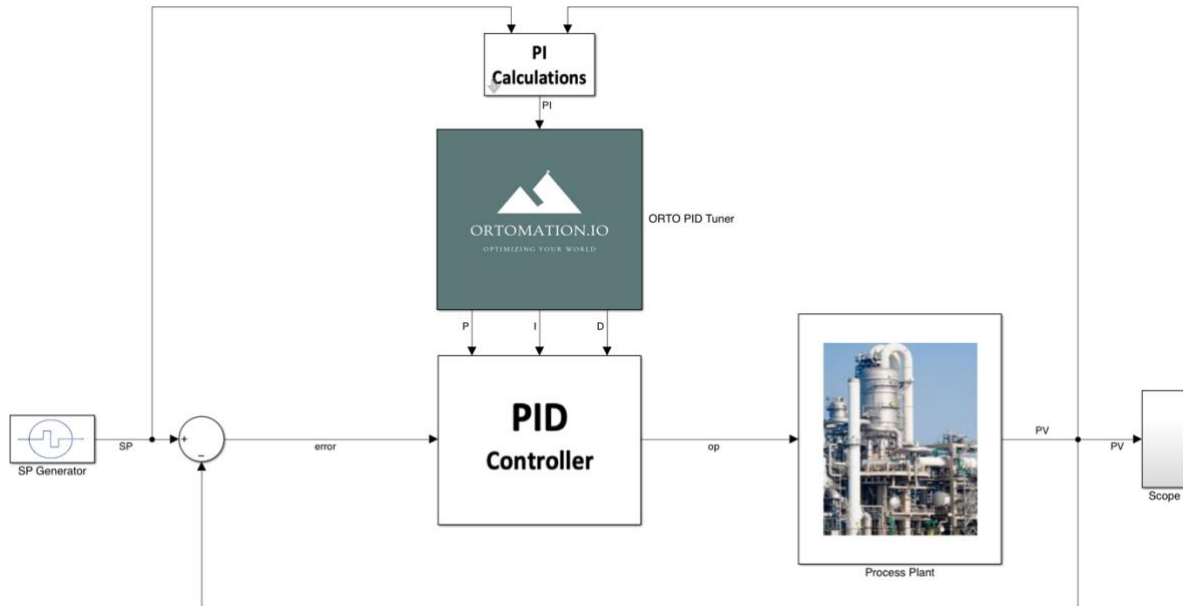 PI
Calculations
PI
ORTOMATION.IO
OPTIMIZING YOUR WORLD
ORTO PID Tuner
P
I
D
PID
Controller
SP Generator
SP
+
−
error
op
Process Plant
PV
PV
Scope